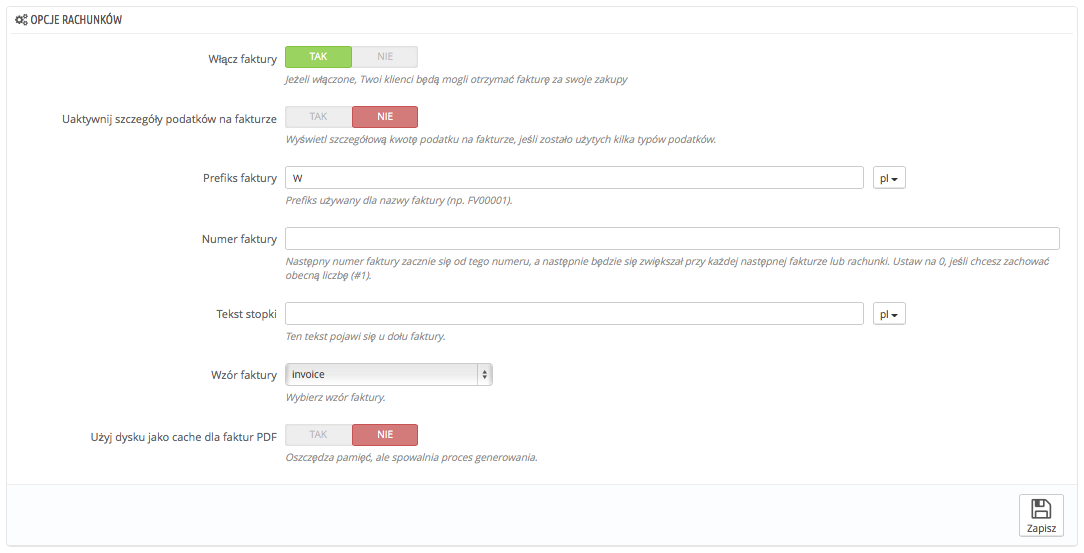 OPCJE RACHUNKÓW
Włącz faktury
TAK NIE
Jeżeli włączone, Twoi klienci będą mogli otrzymać fakturę za swoje zakupy
Uaktywnij szczegóły podatków na fakturze
TAK NIE
Wyświetl szczegółową kwotę podatku na fakturze, jeśli zostało użytych kilka typów podatków.
Prefiks faktury
W
pl
Prefiks używany dla nazwy faktury (np. FV00001).
Numer faktury
Następny numer faktury zacznie się od tego numeru, a następnie będzie się zwiększał przy każdej następnej fakturze lub rachunki. Ustaw na 0, jeśli chcesz zachować
obecną liczbę (#1).
Tekst stopki
pl
Ten tekst pojawi się u dołu faktury.
Wzór faktury
invoice
Wybierz wzór faktury.
Użyj dysku jako cache dla faktur PDF
TAK NIE
Oszczędza pamięć, ale spowalnia proces generowania.
Zapisz